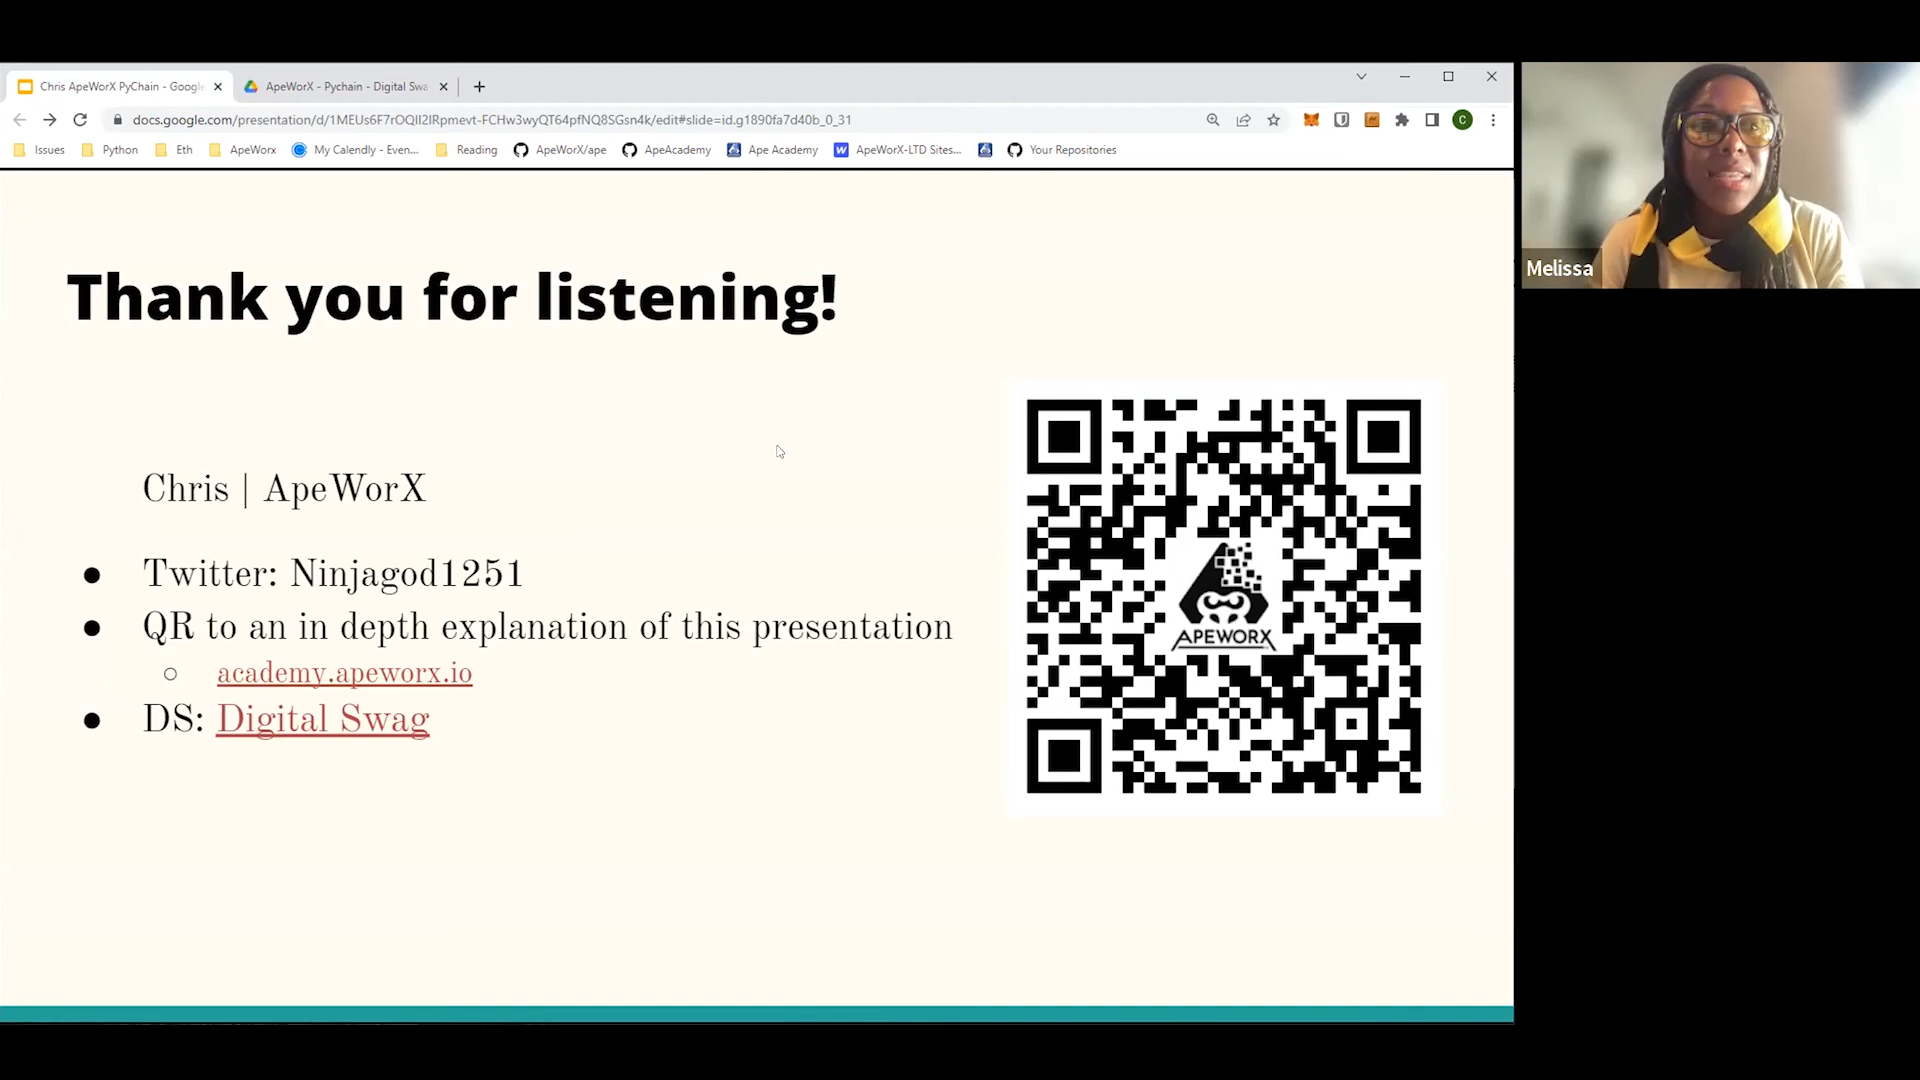 Chris ApeWorX PyChain - Google
ApeWorX - Pychain - Digital Swa
docs.google.com/presentation/d/1MEUs6F7rOQII2IRpmevt-FCHw3wyQT64pfNQ8SGsn4k/edit#slide=id.g1890fa7d40b_0_31
C
Issues Python Eth ApeWorx My Calendly - Even... Reading ApeWorX/ape ApeAcademy Ape Academy W ApeWorX-LTD Sites... Your Repositories
Melissa
Thank you for listening!
Chris | ApeWorX
● Twitter: Ninjagod1251
● QR to an in depth explanation of this presentation
○ academy.apeworx.io
● DS: Digital Swag
APEWORX